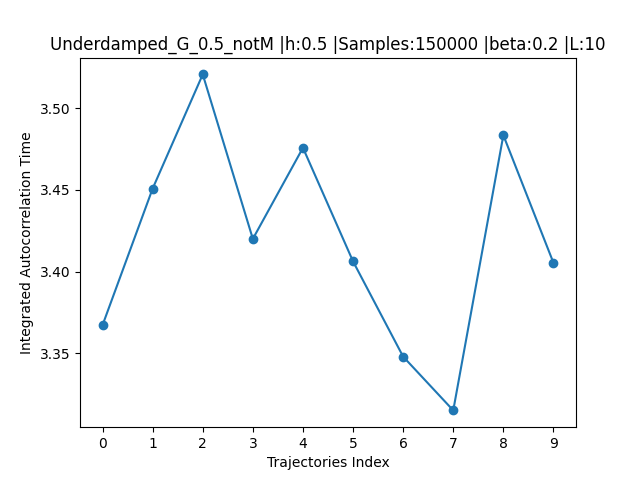 Underdamped_G_0.5_notM |h:0.5 |Samples:150000 |beta:0.2 |L:10
Integrated Autocorrelation Time
3.50
3.45
3.40
3.35
0 1 2 3 4 5 6 7 8 9
Trajectories Index